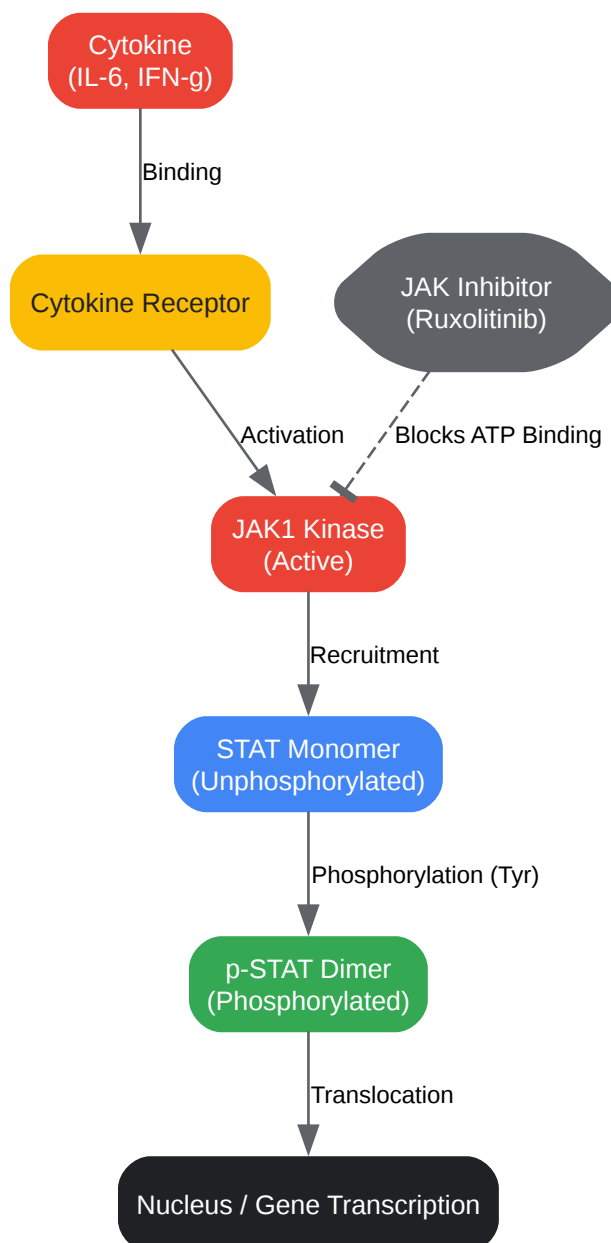 Cytokine
(IL-6, IFN-g)
Binding
Cytokine Receptor
JAK Inhibitor
(Ruxolitinib)
Activation
Blocks ATP Binding
JAK1 Kinase
(Active)
Recruitment
STAT Monomer
(Unphosphorylated)
Phosphorylation (Tyr)
p-STAT Dimer
(Phosphorylated)
Translocation
Nucleus / Gene Transcription